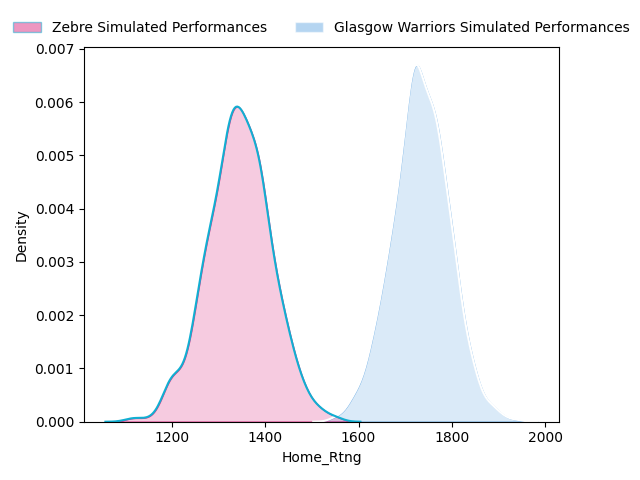 Zebre Simulated Performances Glasgow Warriors Simulated Performances
0.007
0.006
0.005
0.004
0.003
0.002
0.001
0.000
Density
1200 1400 1600 1800 2000
Home_Rtng